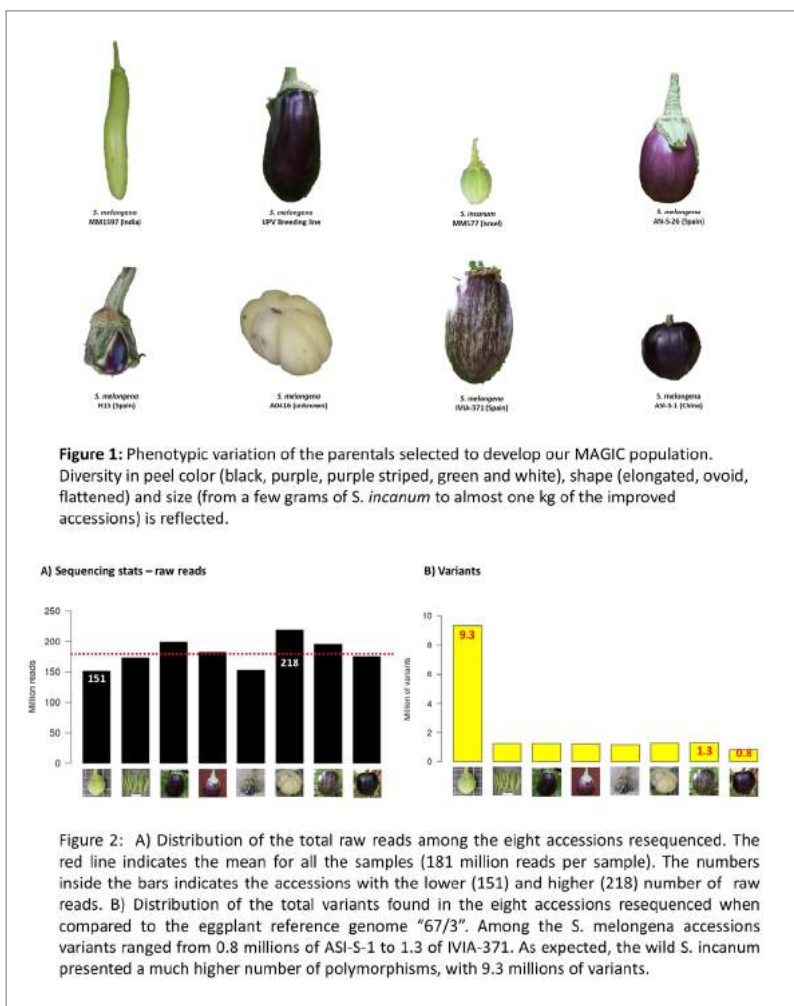 S. melongena
MM1597 (India)
S. melongena
UPV Breeding line
S. incanum
MM577 (Israel)
S. melongena
AN-S-26 (Spain)
S. melongena
H15 (Spain)
S. melongena
A0416 (unknown)
S. melongena
IVIA-371 (Spain)
S. melongena
ASI-S-1 (China)
Figure 1: Phenotypic variation of the parentals selected to develop our MAGIC population.
Diversity in peel color (black, purple, purple striped, green and white), shape (elongated, ovoid,
flattened) and size (from a few grams of S. incanum to almost one kg of the improved
accessions) is reflected.
A) Sequencing stats – raw reads
B) Variants
Million reads
250
200
150
100
50
0
151
218
Million of variants
10
8
6
4
2
0
9.3
1.3
0.8
Figure 2: A) Distribution of the total raw reads among the eight accessions resequenced. The
red line indicates the mean for all the samples (181 million reads per sample). The numbers
inside the bars indicates the accessions with the lower (151) and higher (218) number of raw
reads. B) Distribution of the total variants found in the eight accessions resequenced when
compared to the eggplant reference genome “67/3”. Among the S. melongena accessions
variants ranged from 0.8 millions of ASI-S-1 to 1.3 of IVIA-371. As expected, the wild S. incanum
presented a much higher number of polymorphisms, with 9.3 millions of variants.